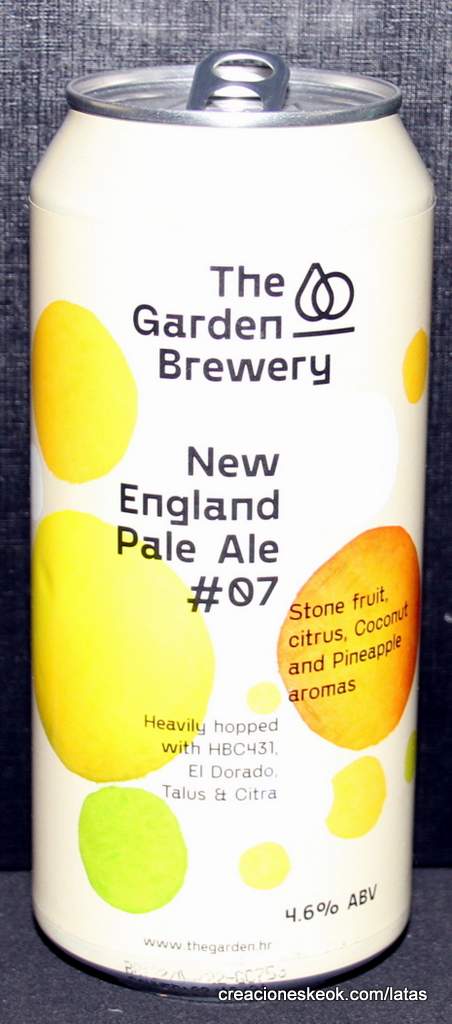 The
Garden
Brewery
New
England
Pale Ale
#07
Stone fruit,
citrus, Coconut
and Pineapple
aromas
Heavily hopped
with HBC431,
El Dorado,
Talus & Citra
4.6% ABV
www.thegarden.hr
creacioneskeok.com/latas